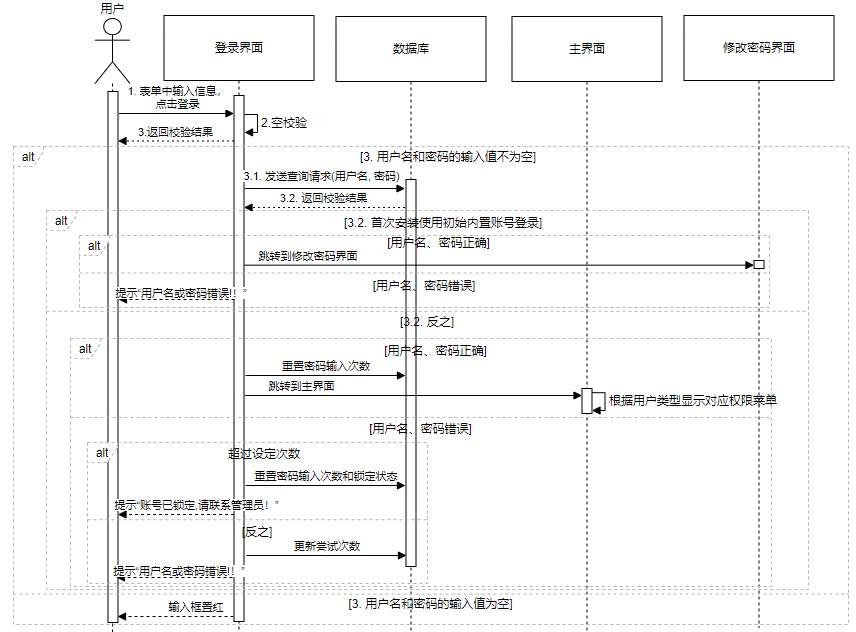 用户
登录界面
数据库
主界面
修改密码界面
1. 表单中输入信息，
点击登录
2.空校验
3.返回校验结果
alt
[3. 用户名和密码的输入值不为空]
3.1. 发送查询请求(用户名, 密码)
3.2. 返回校验结果
alt
[3.2. 首次安装使用初始内置账号登录]
alt
[用户名、密码正确]
跳转到修改密码界面
[用户名、密码错误]
提示“用户名或密码错误!！”
[3.2. 反之]
alt
[用户名、密码正确]
重置密码输入次数
跳转到主界面
根据用户类型显示对应权限菜单
[用户名、密码错误]
alt
超过设定次数
重置密码输入次数和锁定状态
提示“账号已锁定,请联系管理员！”
[反之]
更新尝试次数
提示“用户名或密码错误!！”
[3. 用户名和密码的输入值为空]
输入框置红